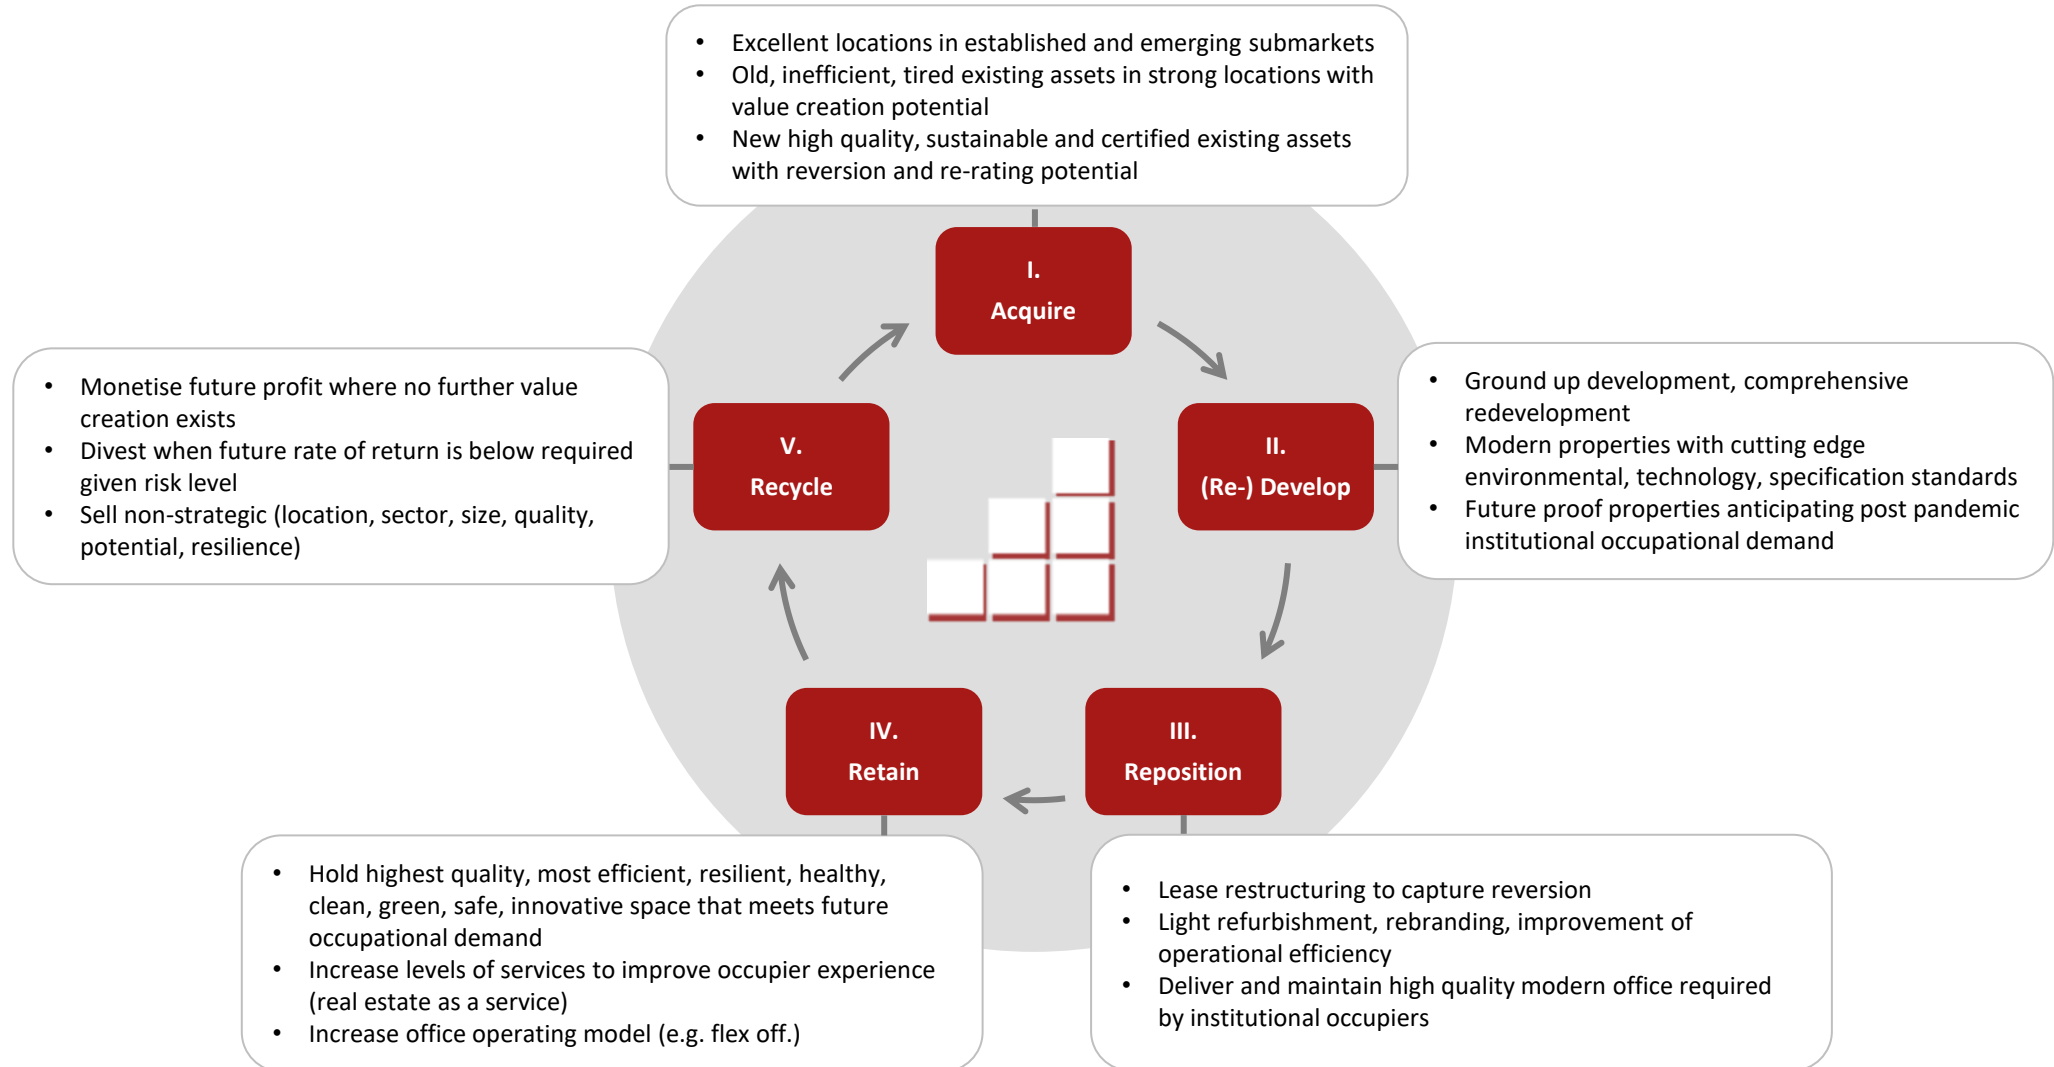 • Excellent locations in established and emerging submarkets
• Old, inefficient, tired existing assets in strong locations with
value creation potential
• New high quality, sustainable and certified existing assets
with reversion and re-rating potential
I.
Acquire
• Monetise future profit where no further value
creation exists
• Divest when future rate of return is below required
given risk level
• Sell non-strategic (location, sector, size, quality,
potential, resilience)
V.
Recycle
II.
(Re-) Develop
• Ground up development, comprehensive
redevelopment
• Modern properties with cutting edge
environmental, technology, specification standards
• Future proof properties anticipating post pandemic
institutional occupational demand
IV.
Retain
III.
Reposition
• Hold highest quality, most efficient, resilient, healthy,
clean, green, safe, innovative space that meets future
occupational demand
• Increase levels of services to improve occupier experience
(real estate as a service)
• Increase office operating model (e.g. flex off.)
• Lease restructuring to capture reversion
• Light refurbishment, rebranding, improvement of
operational efficiency
• Deliver and maintain high quality modern office required
by institutional occupiers